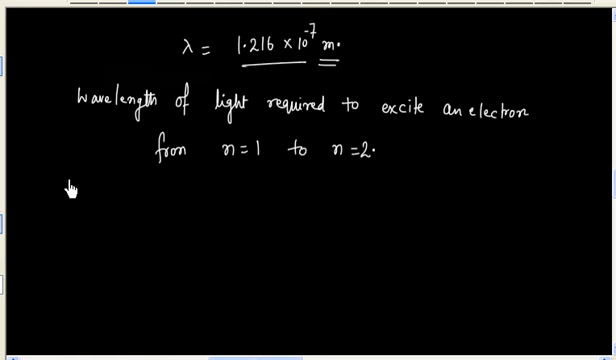 λ = 1.216 × 10⁻⁷ m.
Wavelength of light required to excite an electron
from n = 1 to n = 2.